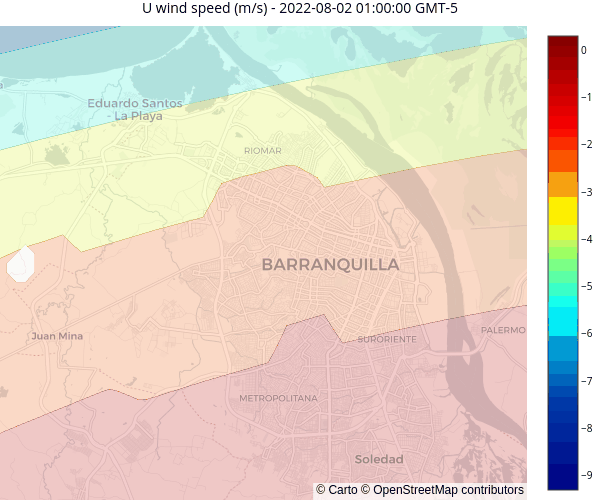 U wind speed (m/s) - 2022-08-02 01:00:00 GMT-5
Eduardo Santos
- La Playa
RIOMAR
BARRANQUILLA
Juan Mina
SURORIENTE
PALERMO
METROPOLITANA
Soledad
© Carto © OpenStreetMap contributors
0
−1
−2
−3
−4
−5
−6
−7
−8
−9